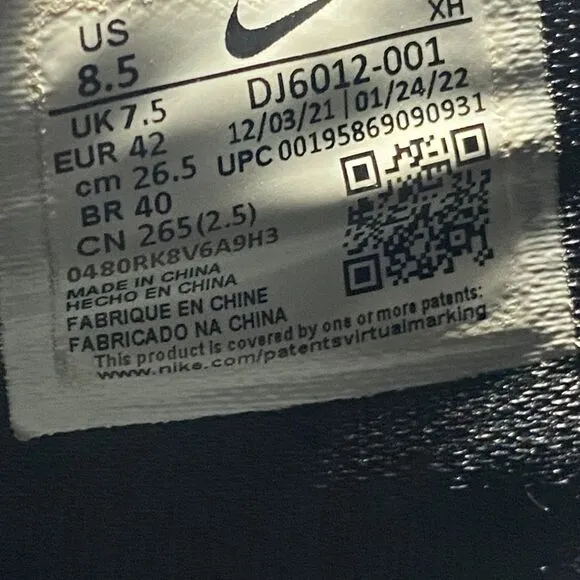 US
8.5
UK 7.5
EUR 42
cm 26.5
BR 40
CN 265(2.5)
0480RK8V6A9H3
MADE IN CHINA
HECHO EN CHINA
FABRIQUE EN CHINE
FABRICADO NA CHINA
This product is covered by one or more patents:
www.nike.com/patentsvirtualmarking
XH
DJ6012-001
12/03/21 | 01/24/22
UPC 00195869090931